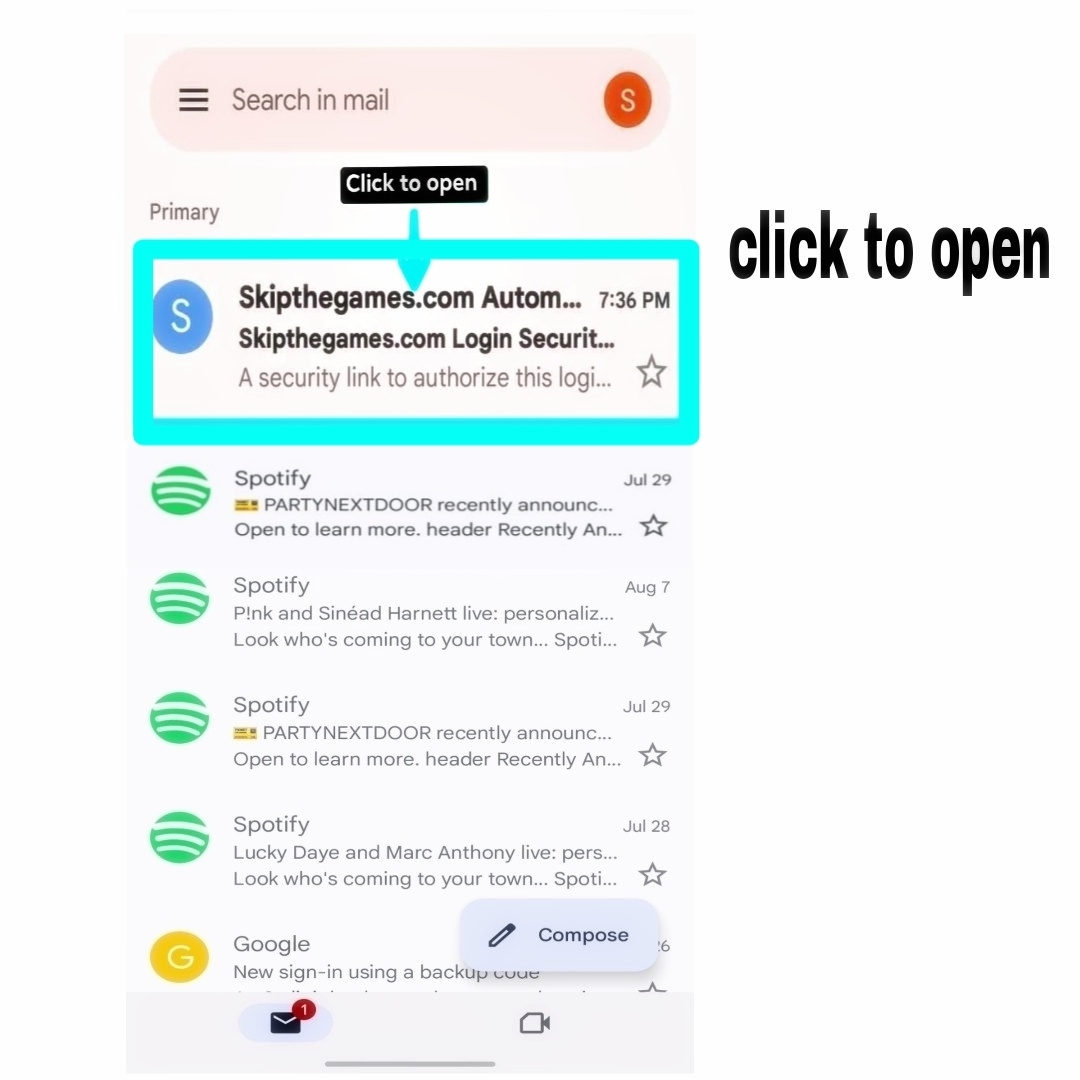 Search in mail
S
Click to open
Primary
click to open
S
Skipthegames.com Autom... 7:36 PM
Skipthegames.com Login Securit...
A security link to authorize this logi...
Spotify Jul 29
🎫 PARTYNEXTDOOR recently announc...
Open to learn more. header Recently An...
Spotify Aug 7
P!nk and Sinéad Harnett live: personaliz...
Look who's coming to your town... Spoti...
Spotify Jul 29
🎫 PARTYNEXTDOOR recently announc...
Open to learn more. header Recently An...
Spotify Jul 28
Lucky Daye and Marc Anthony live: pers...
Look who's coming to your town... Spoti...
Compose
G
Google
New sign-in using a backup code
1